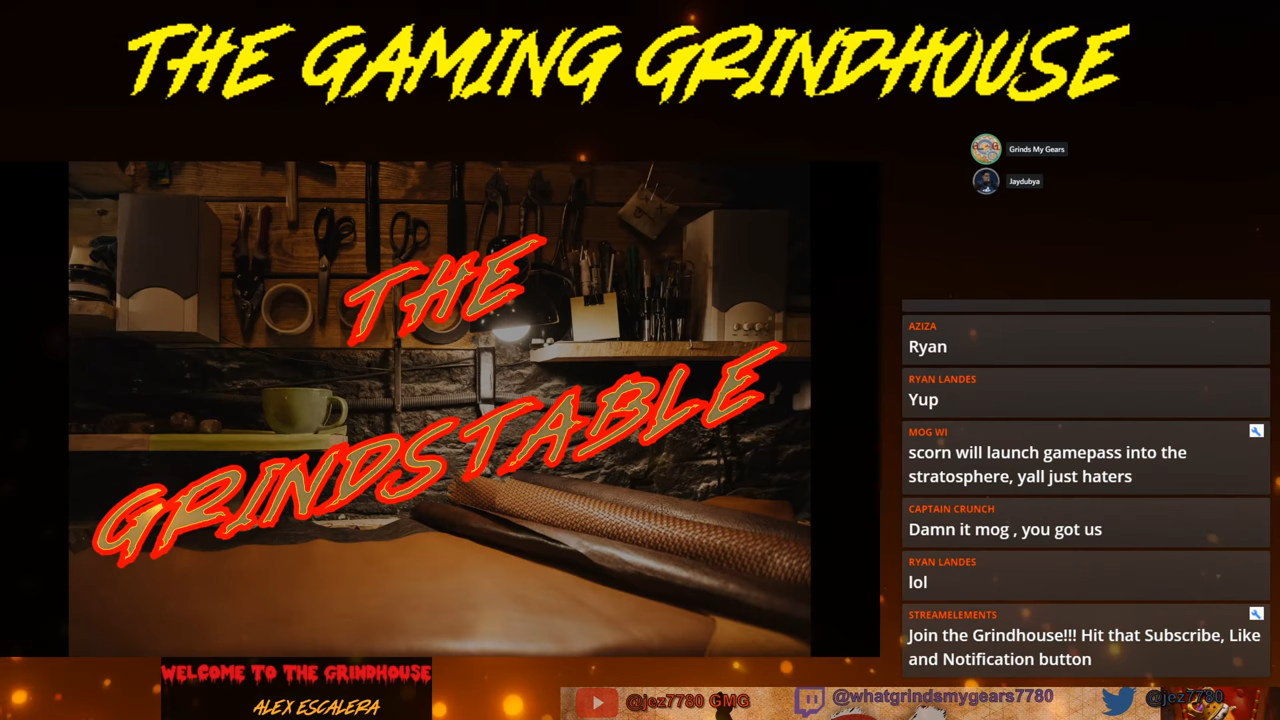 THE GAMING GRINDHOUSE
Grinds My Gears
Jaydubya
THE
GRINDSTABLE
AZIZA
Ryan
RYAN LANDES
Yup
MOG WI
scorn will launch gamepass into the
stratosphere, yall just haters
CAPTAIN CRUNCH
Damn it mog , you got us
RYAN LANDES
lol
STREAMELEMENTS
Join the Grindhouse!!! Hit that Subscribe, Like
and Notification button
WELCOME TO THE GRINDHOUSE
ALEX ESCALERA
@jez7780 GMG
@whatgrindsmygears7780
@jez7780